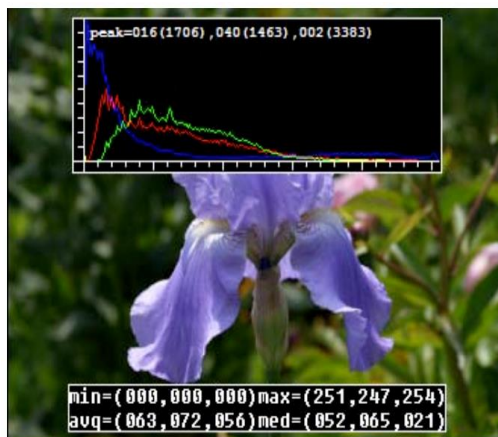 peak=016(1706),040(1463),002(3383)
min=(000,000,000)max=(251,247,254)
avg=(063,072,056)med=(052,065,021)